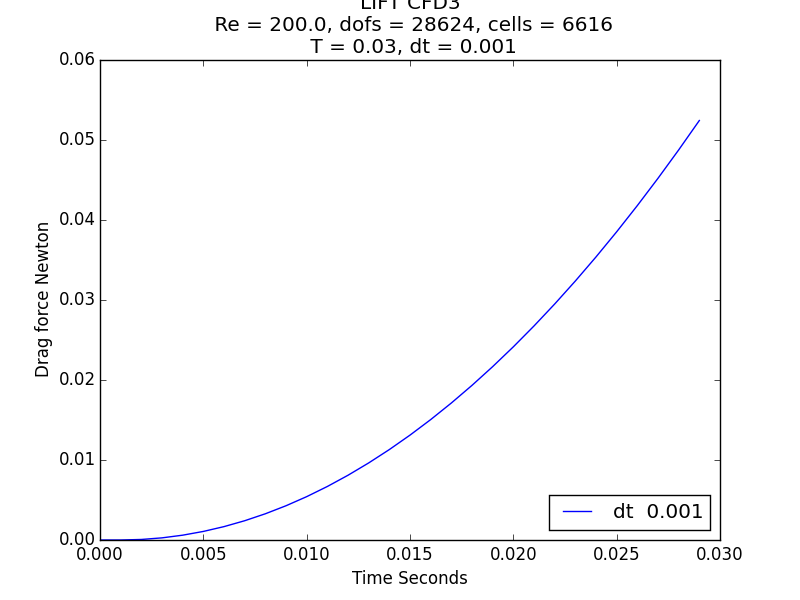 LIFT CFD3
Re = 200.0, dofs = 28624, cells = 6616
T = 0.03, dt = 0.001
0.06
0.05
0.04
0.03
0.02
0.01
0.00
Drag force Newton
dt  0.001
0.000 0.005 0.010 0.015 0.020 0.025 0.030
Time Seconds